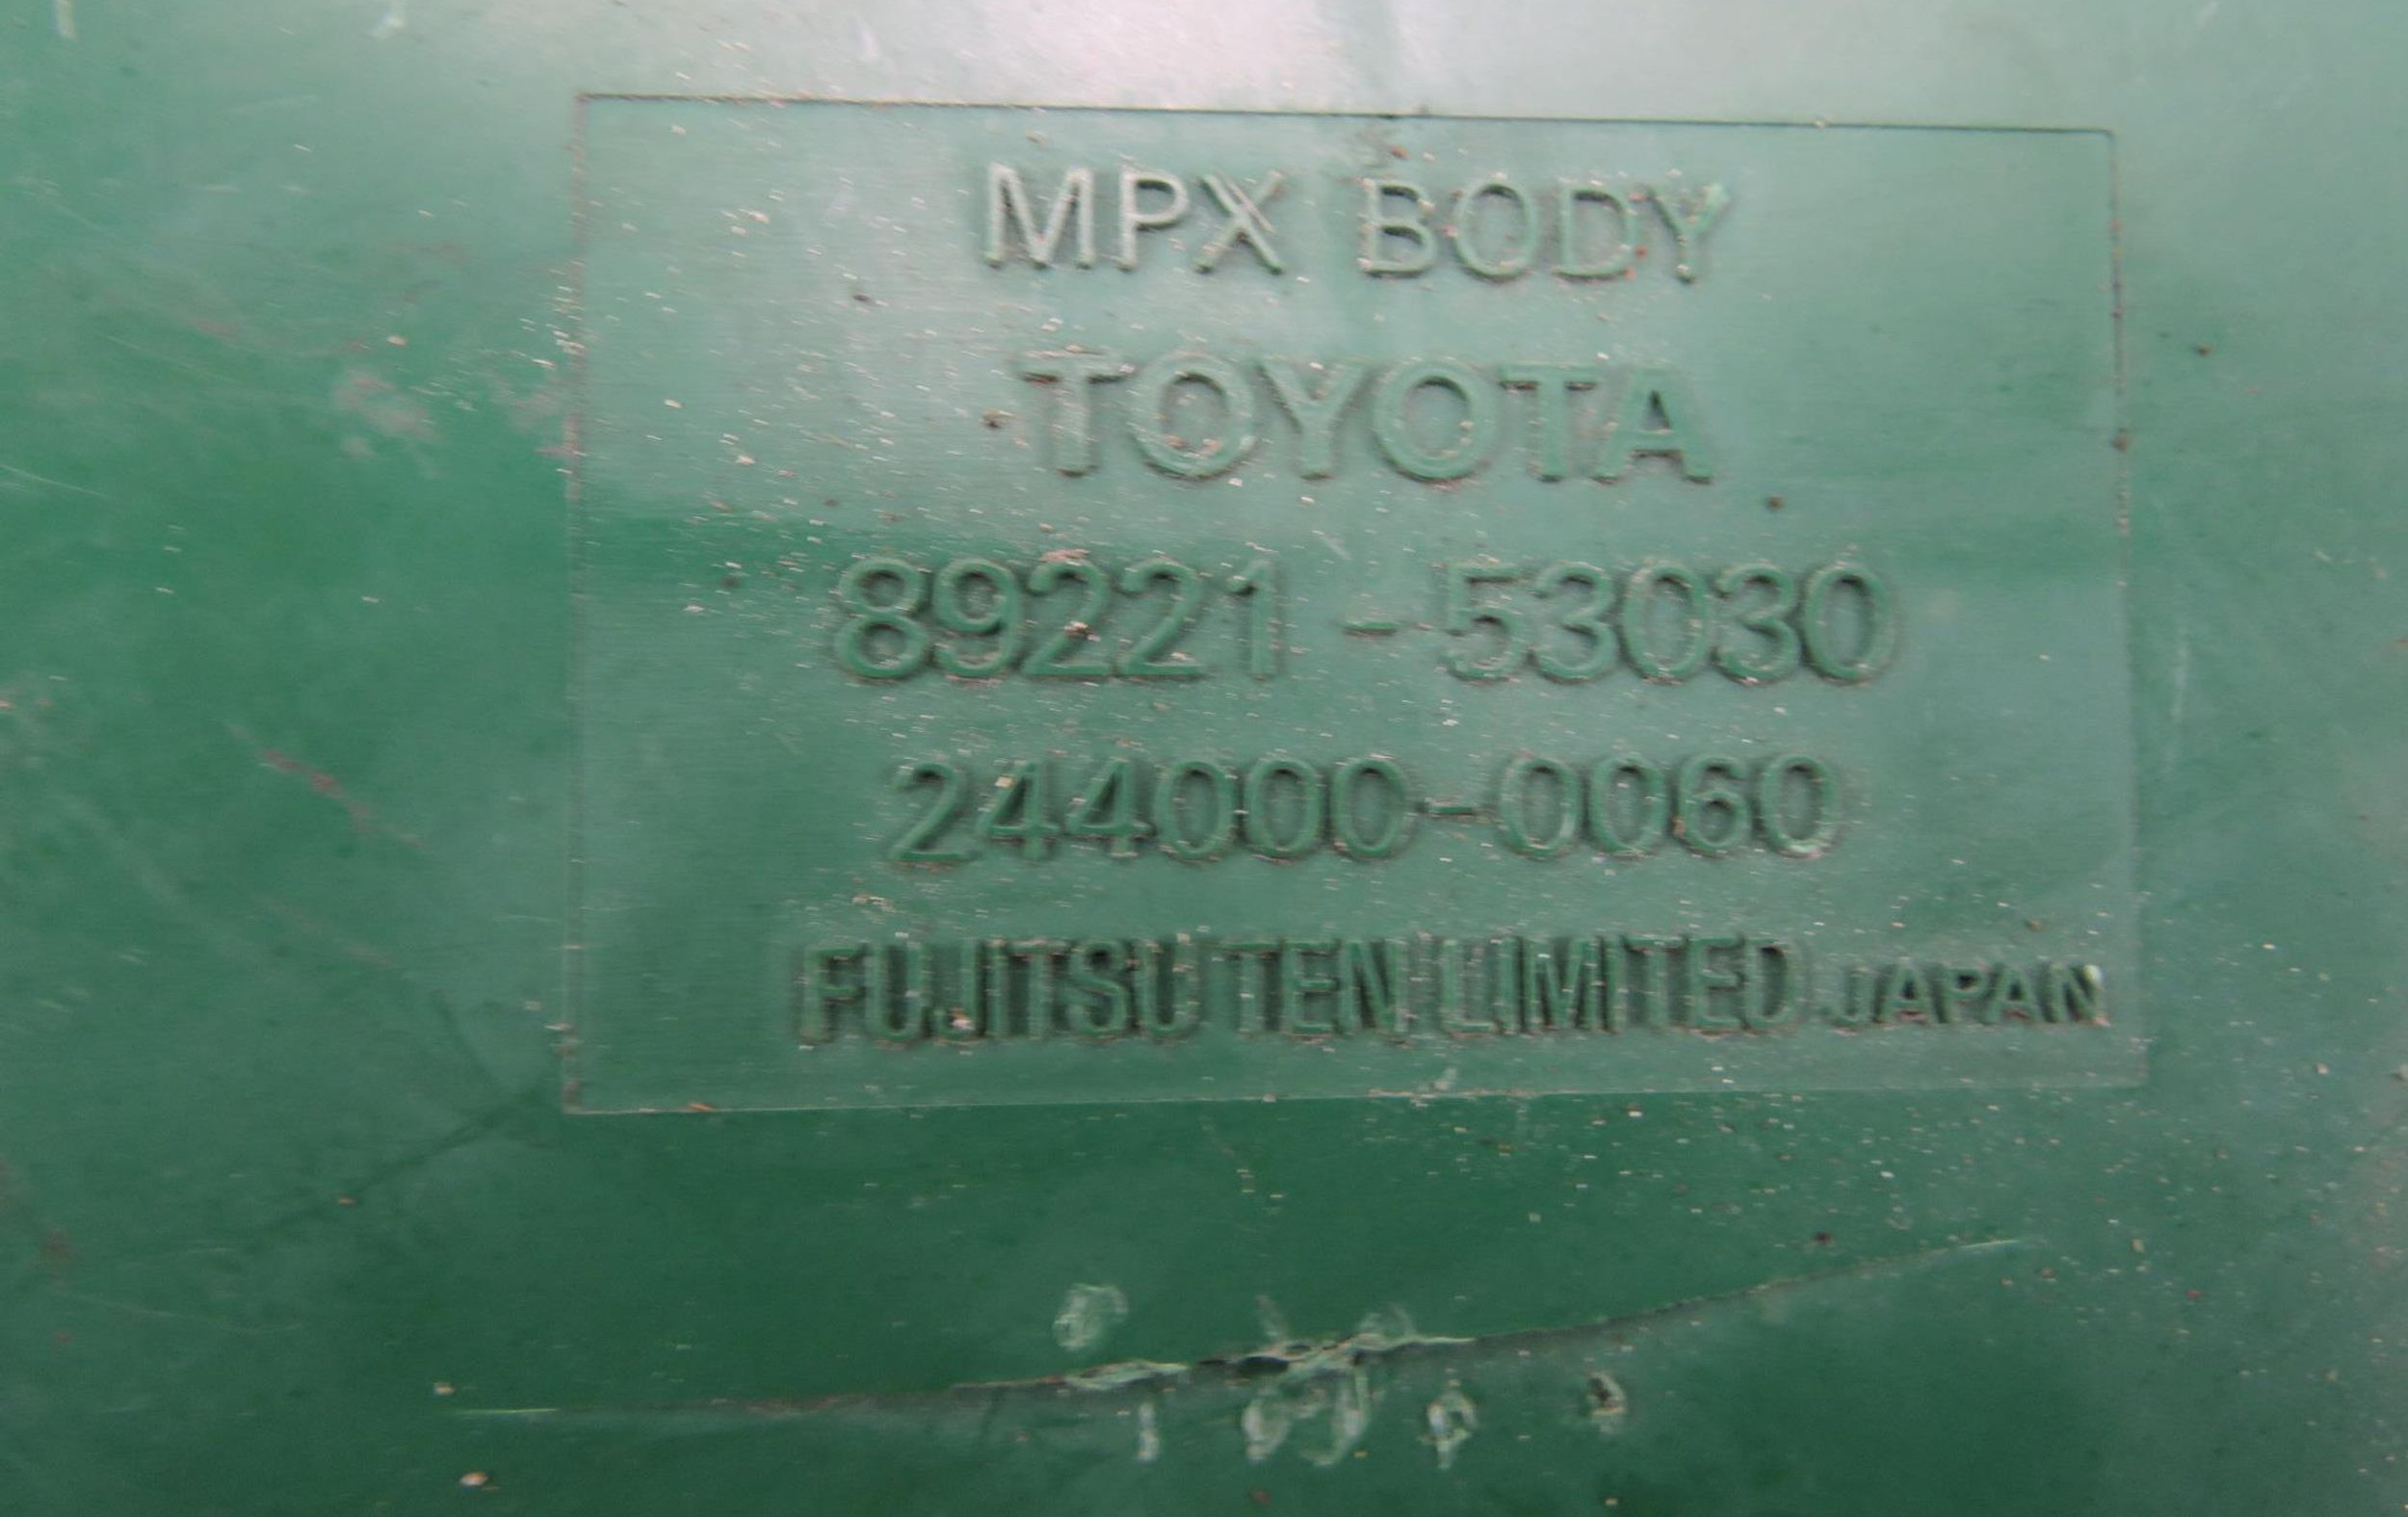 MPX BODY
TOYOTA
89221-53030
244000-0060
FUJITSU TEN LIMITED JAPAN